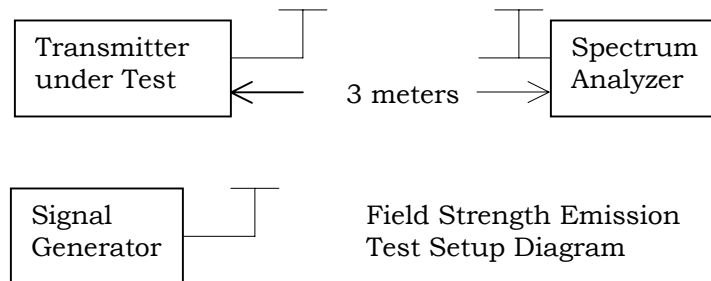 Transmitter
under Test
3 meters
Spectrum
Analyzer
Signal
Generator
Field Strength Emission
Test Setup Diagram